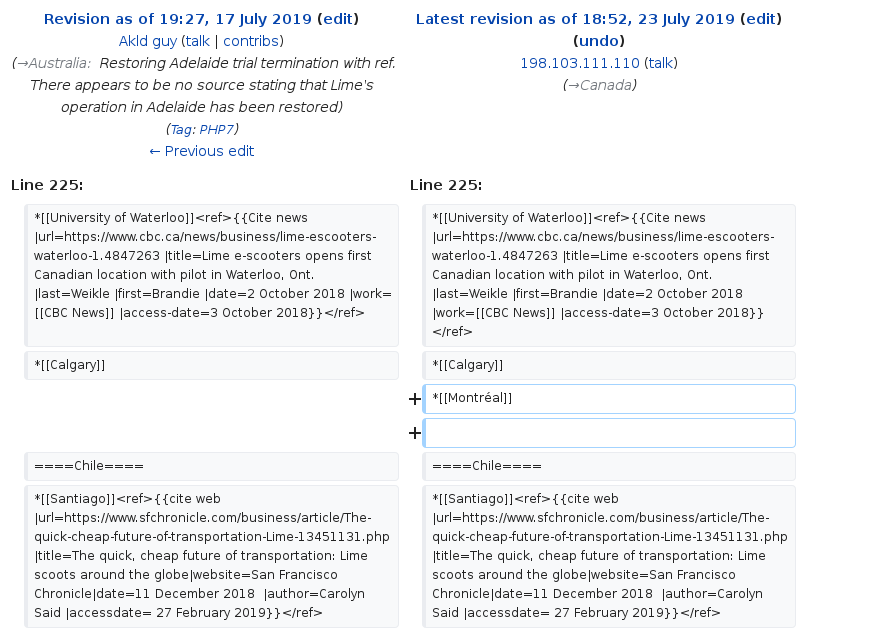 Revision as of 19:27, 17 July 2019 (edit)
Akld guy (talk | contribs)
(→Australia:  Restoring Adelaide trial termination with ref.
There appears to be no source stating that Lime's
operation in Adelaide has been restored)
(Tag: PHP7)
← Previous edit
Latest revision as of 18:52, 23 July 2019 (edit)
(undo)
198.103.111.110 (talk)
(→Canada)
Line 225:
Line 225:
*[[University of Waterloo]]<ref>{{Cite news
|url=https://www.cbc.ca/news/business/lime-escooters-
waterloo-1.4847263 |title=Lime e-scooters opens first
Canadian location with pilot in Waterloo, Ont.
|last=Weikle |first=Brandie |date=2 October 2018 |work=
[[CBC News]] |access-date=3 October 2018}}</ref>
*[[University of Waterloo]]<ref>{{Cite news
|url=https://www.cbc.ca/news/business/lime-escooters-
waterloo-1.4847263 |title=Lime e-scooters opens first
Canadian location with pilot in Waterloo, Ont.
|last=Weikle |first=Brandie |date=2 October 2018
|work=[[CBC News]] |access-date=3 October 2018}}
</ref>
*[[Calgary]]
*[[Calgary]]
+ *[[Montréal]]
+
====Chile====
====Chile====
*[[Santiago]]<ref>{{cite web
|url=https://www.sfchronicle.com/business/article/The-
quick-cheap-future-of-transportation-Lime-13451131.php
|title=The quick, cheap future of transportation: Lime
scoots around the globe|website=San Francisco
Chronicle|date=11 December 2018  |author=Carolyn
Said |accessdate= 27 February 2019}}</ref>
*[[Santiago]]<ref>{{cite web
|url=https://www.sfchronicle.com/business/article/The-
quick-cheap-future-of-transportation-Lime-13451131.php
|title=The quick, cheap future of transportation: Lime
scoots around the globe|website=San Francisco
Chronicle|date=11 December 2018  |author=Carolyn
Said |accessdate= 27 February 2019}}</ref>